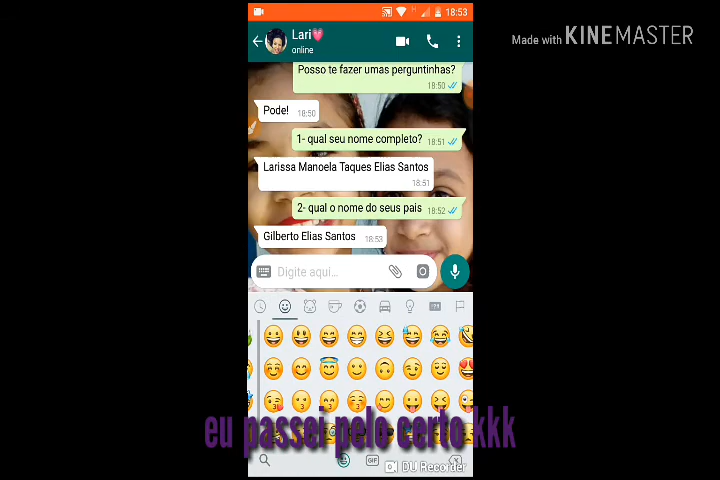 18:53
Made with KINEMASTER
Lari
online
Posso te fazer umas perguntinhas?
18:50
Pode!
18:50
1- qual seu nome completo?
18:51
Larissa Manoela Taques Elias Santos
18:51
2- qual o nome do seus pais
18:52
Gilberto Elias Santos
18:53
Digite aqui...
eu passei pelo certo kkk
GIF
DU Recorder